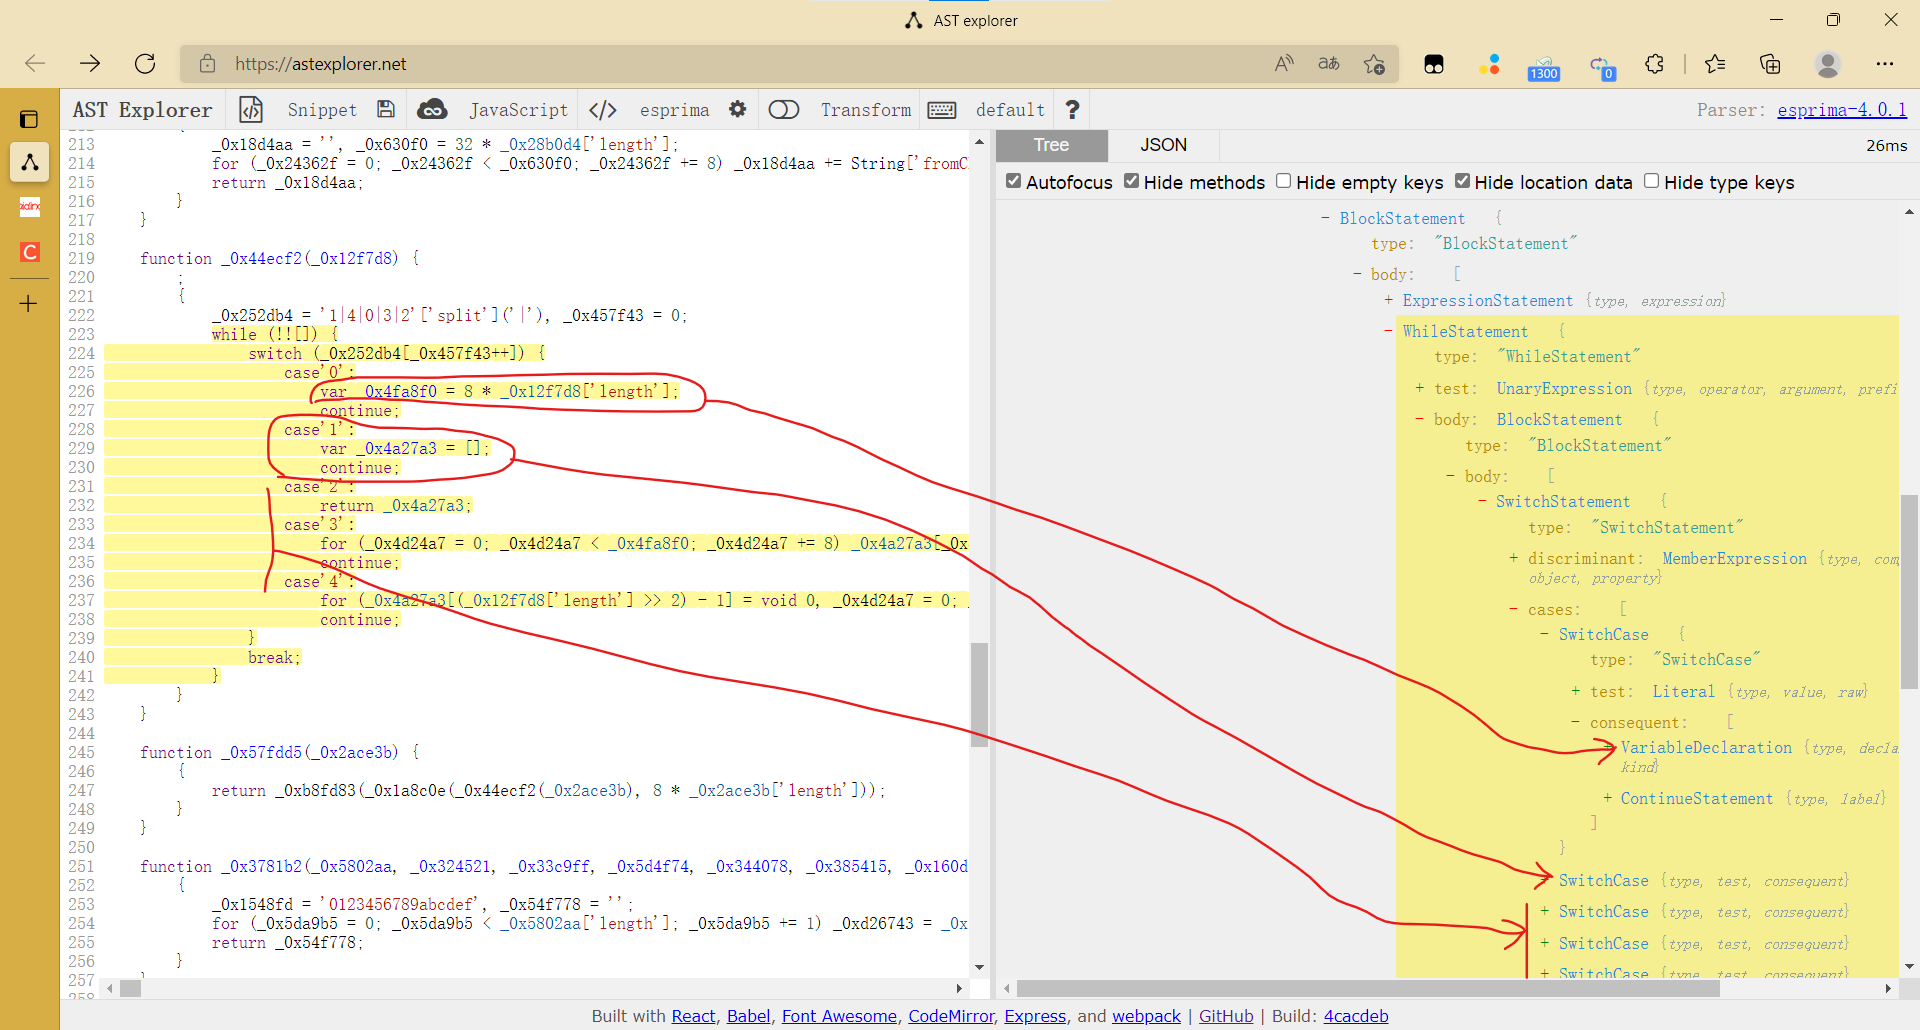 AST explorer
https://astexplorer.net
aあ
1300
0
AST Explorer Snippet JavaScript </> esprima Transform default ? Parser: esprima-4.0.1
Tree JSON 26ms
Autofocus Hide methods Hide empty keys Hide location data Hide type keys
213 _0x18d4aa = '', _0x630f0 = 32 * _0x28b0d4['length'];
214 for (_0x24362f = 0; _0x24362f < _0x630f0; _0x24362f += 8) _0x18d4aa += String['fromC
215 return _0x18d4aa;
216 }
217 }
218
219 function _0x44ecf2(_0x12f7d8) {
220 ;
221 {
222 _0x252db4 = '1|4|0|3|2'['split']('|'), _0x457f43 = 0;
223 while (!![]) {
224 switch (_0x252db4[_0x457f43++]) {
225 case'0':
226 var _0x4fa8f0 = 8 * _0x12f7d8['length'];
227 continue;
228 case'1':
229 var _0x4a27a3 = [];
230 continue;
231 case'2':
232 return _0x4a27a3;
233 case'3':
234 for (_0x4d24a7 = 0; _0x4d24a7 < _0x4fa8f0; _0x4d24a7 += 8) _0x4a27a3[_0x
235 continue;
236 case'4':
237 for (_0x4a27a3[(_0x12f7d8['length'] >> 2) - 1] = void 0, _0x4d24a7 = 0;
238 continue;
239 }
240 break;
241 }
242 }
243 }
244
245 function _0x57fdd5(_0x2ace3b) {
246 {
247 return _0xb8fd83(_0x1a8c0e(_0x44ecf2(_0x2ace3b), 8 * _0x2ace3b['length']));
248 }
249 }
250
251 function _0x3781b2(_0x5802aa, _0x324521, _0x33c9ff, _0x5d4f74, _0x344078, _0x385415, _0x160d
252 {
253 _0x1548fd = '0123456789abcdef', _0x54f778 = '';
254 for (_0x5da9b5 = 0; _0x5da9b5 < _0x5802aa['length']; _0x5da9b5 += 1) _0xd26743 = _0x
255 return _0x54f778;
256 }
257
258
- BlockStatement {
type: "BlockStatement"
- body: [
+ ExpressionStatement {type, expression}
- WhileStatement {
type: "WhileStatement"
+ test: UnaryExpression {type, operator, argument, prefi
- body: BlockStatement {
type: "BlockStatement"
- body: [
- SwitchStatement {
type: "SwitchStatement"
+ discriminant: MemberExpression {type, com
object, property}
- cases: [
- SwitchCase {
type: "SwitchCase"
+ test: Literal {type, value, raw}
- consequent: [
+ VariableDeclaration {type, decla
kind}
+ ContinueStatement {type, label}
]
}
+ SwitchCase {type, test, consequent}
+ SwitchCase {type, test, consequent}
+ SwitchCase {type, test, consequent}
+ SwitchCase {type, test, consequent}
Built with React, Babel, Font Awesome, CodeMirror, Express, and webpack | GitHub | Build: 4cacdeb